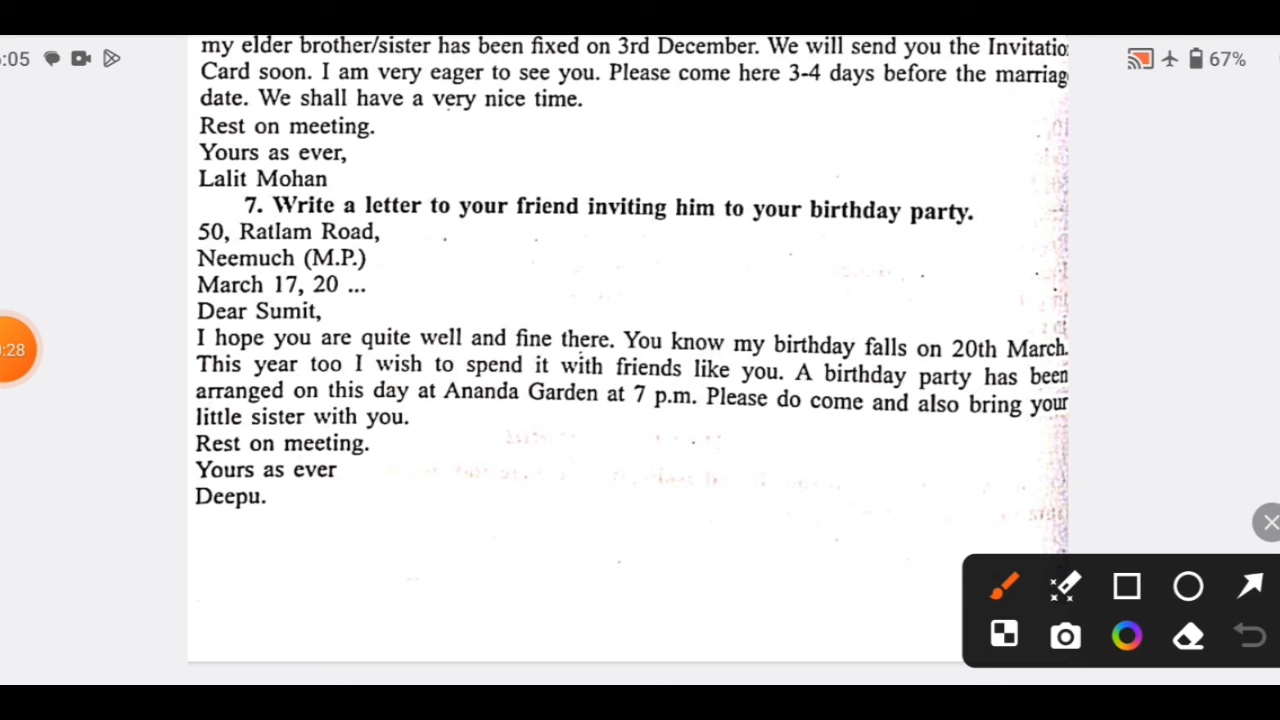 :05
67%
my elder brother/sister has been fixed on 3rd December. We will send you the Invitatio
Card soon. I am very eager to see you. Please come here 3-4 days before the marriag
date. We shall have a very nice time.
Rest on meeting.
Yours as ever,
Lalit Mohan
7. Write a letter to your friend inviting him to your birthday party.
50, Ratlam Road,
Neemuch (M.P.)
March 17, 20 ...
Dear Sumit,
:28
I hope you are quite well and fine there. You know my birthday falls on 20th March.
This year too I wish to spend it with friends like you. A birthday party has been
arranged on this day at Ananda Garden at 7 p.m. Please do come and also bring your
little sister with you.
Rest on meeting.
Yours as ever
Deepu.